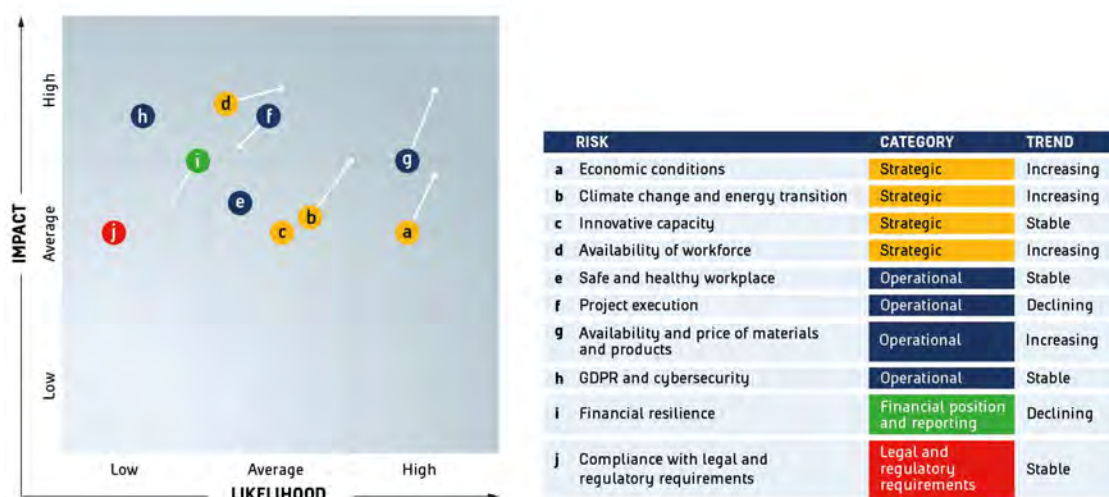 IMPACT
High
Average
Low
h
d
f
i
g
e
b
j
c
a
Low Average High
LIKELIHOOD
RISK CATEGORY TREND
a Economic conditions Strategic Increasing
b Climate change and energy transition Strategic Increasing
c Innovative capacity Strategic Stable
d Availability of workforce Strategic Increasing
e Safe and healthy workplace Operational Stable
f Project execution Operational Declining
g Availability and price of materials
and products Operational Increasing
h GDPR and cybersecurity Operational Stable
i Financial resilience Financial position
and reporting Declining
j Compliance with legal and
regulatory requirements Legal and
regulatory
requirements Stable